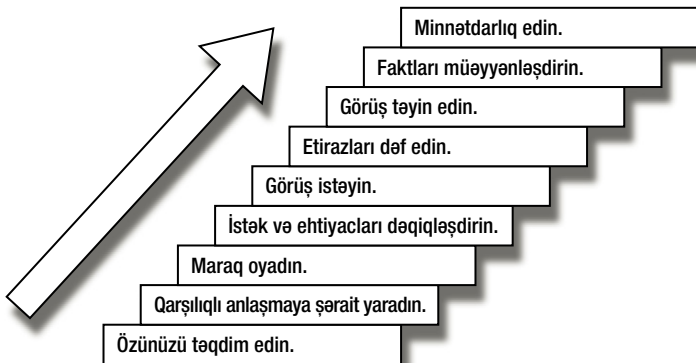 Minnətdarlıq edin.
Faktları müəyyənləşdirin.
Görüş təyin edin.
Etirazları dəf edin.
Görüş istəyin.
İstək və ehtiyacları dəqiqləşdirin.
Maraq oyadın.
Qarşılıqlı anlaşmaya şərait yaradın.
Özünüzü təqdim edin.